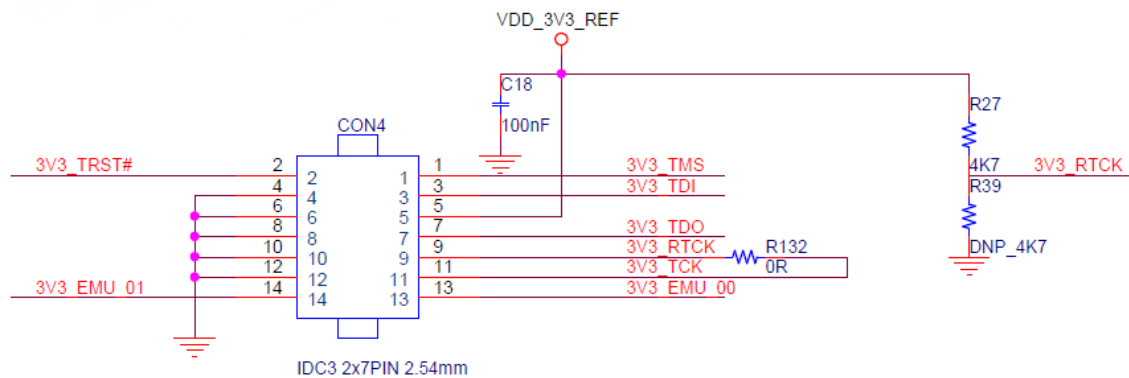 VDD_3V3_REF
C18
100nF
R27
4K7
3V3_RTCK
R39
DNP_4K7
CON4
3V3_TRST# 2 2 1 1 3V3_TMS
4 4 3 3 3V3_TDI
6 6 5 5
8 8 7 7 3V3_TDO
10 10 9 9 3V3_RTCK R132
12 12 11 11 3V3_TCK 0R
3V3_EMU_01 14 14 13 13 3V3_EMU_00
IDC3 2x7PIN 2.54mm